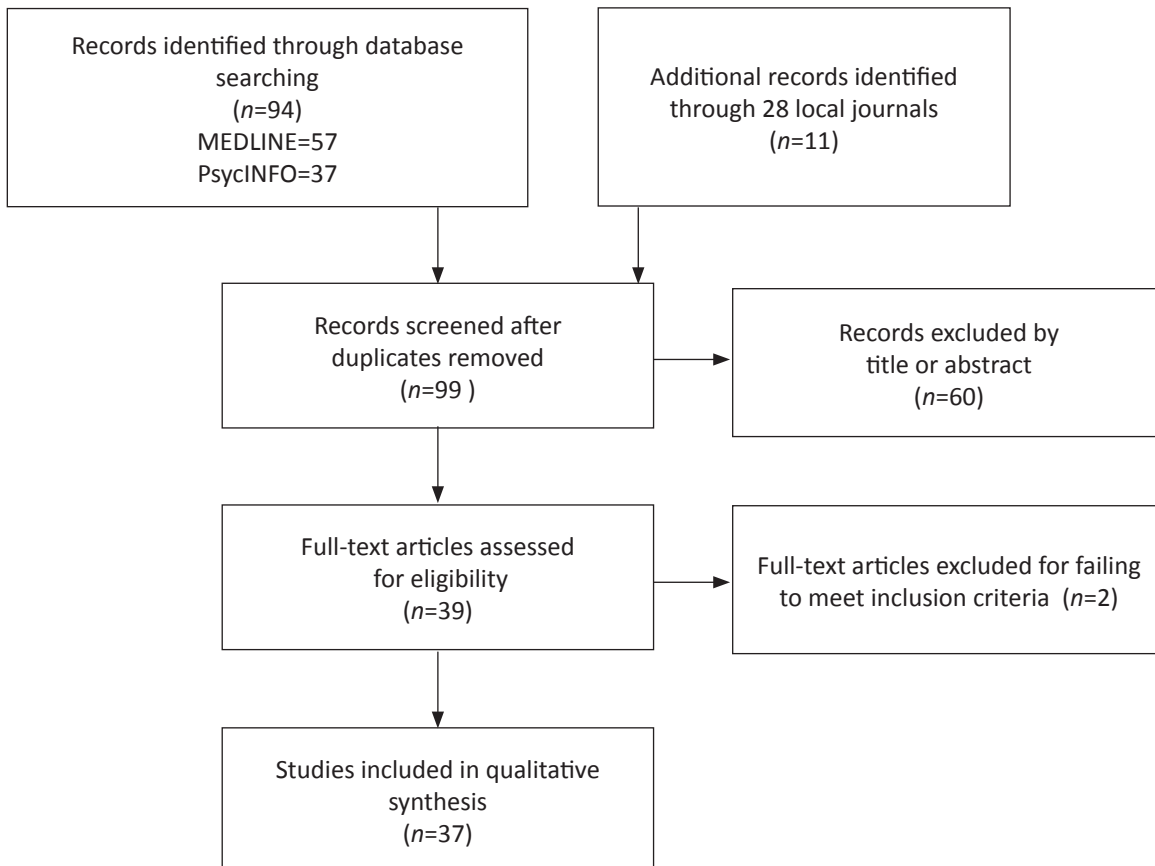 Records identified through database
searching
(n=94)
MEDLINE=57
PsycINFO=37
Additional records identified
through 28 local journals
(n=11)
Records screened after
duplicates removed
(n=99 )
Records excluded by
title or abstract
(n=60)
Full-text articles assessed
for eligibility
(n=39)
Full-text articles excluded for failing
to meet inclusion criteria (n=2)
Studies included in qualitative
synthesis
(n=37)